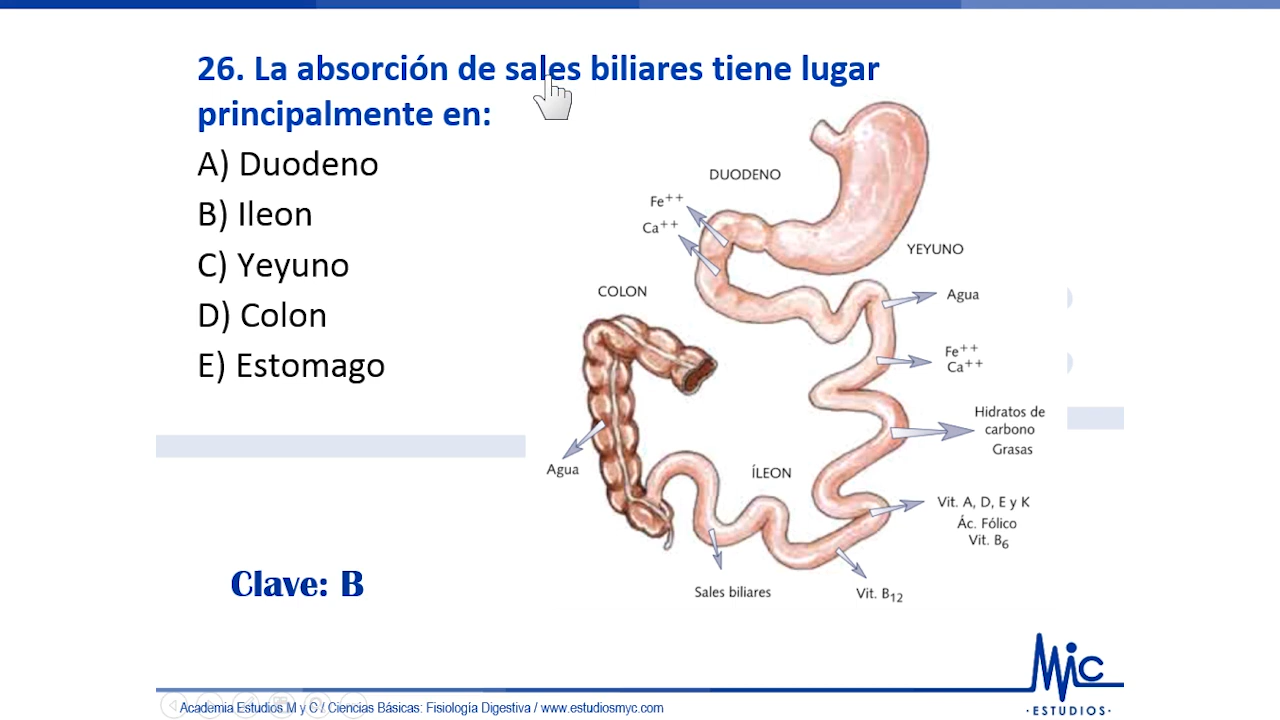 26. La absorción de sales biliares tiene lugar
principalmente en:
A) Duodeno
B) Ileon
C) Yeyuno
D) Colon
E) Estomago
DUODENO
Fe++
Ca++
YEYUNO
COLON
Agua
Fe++
Ca++
Hidratos de
carbono
Grasas
Agua
ÍLEON
Vit. A, D, E y K
Ác. Fólico
Vit. B6
Sales biliares
Vit. B12
Clave: B
Mic
·ESTUDIOS·
Academia Estudios M y C / Ciencias Básicas: Fisiología Digestiva / www.estudiosmyc.com